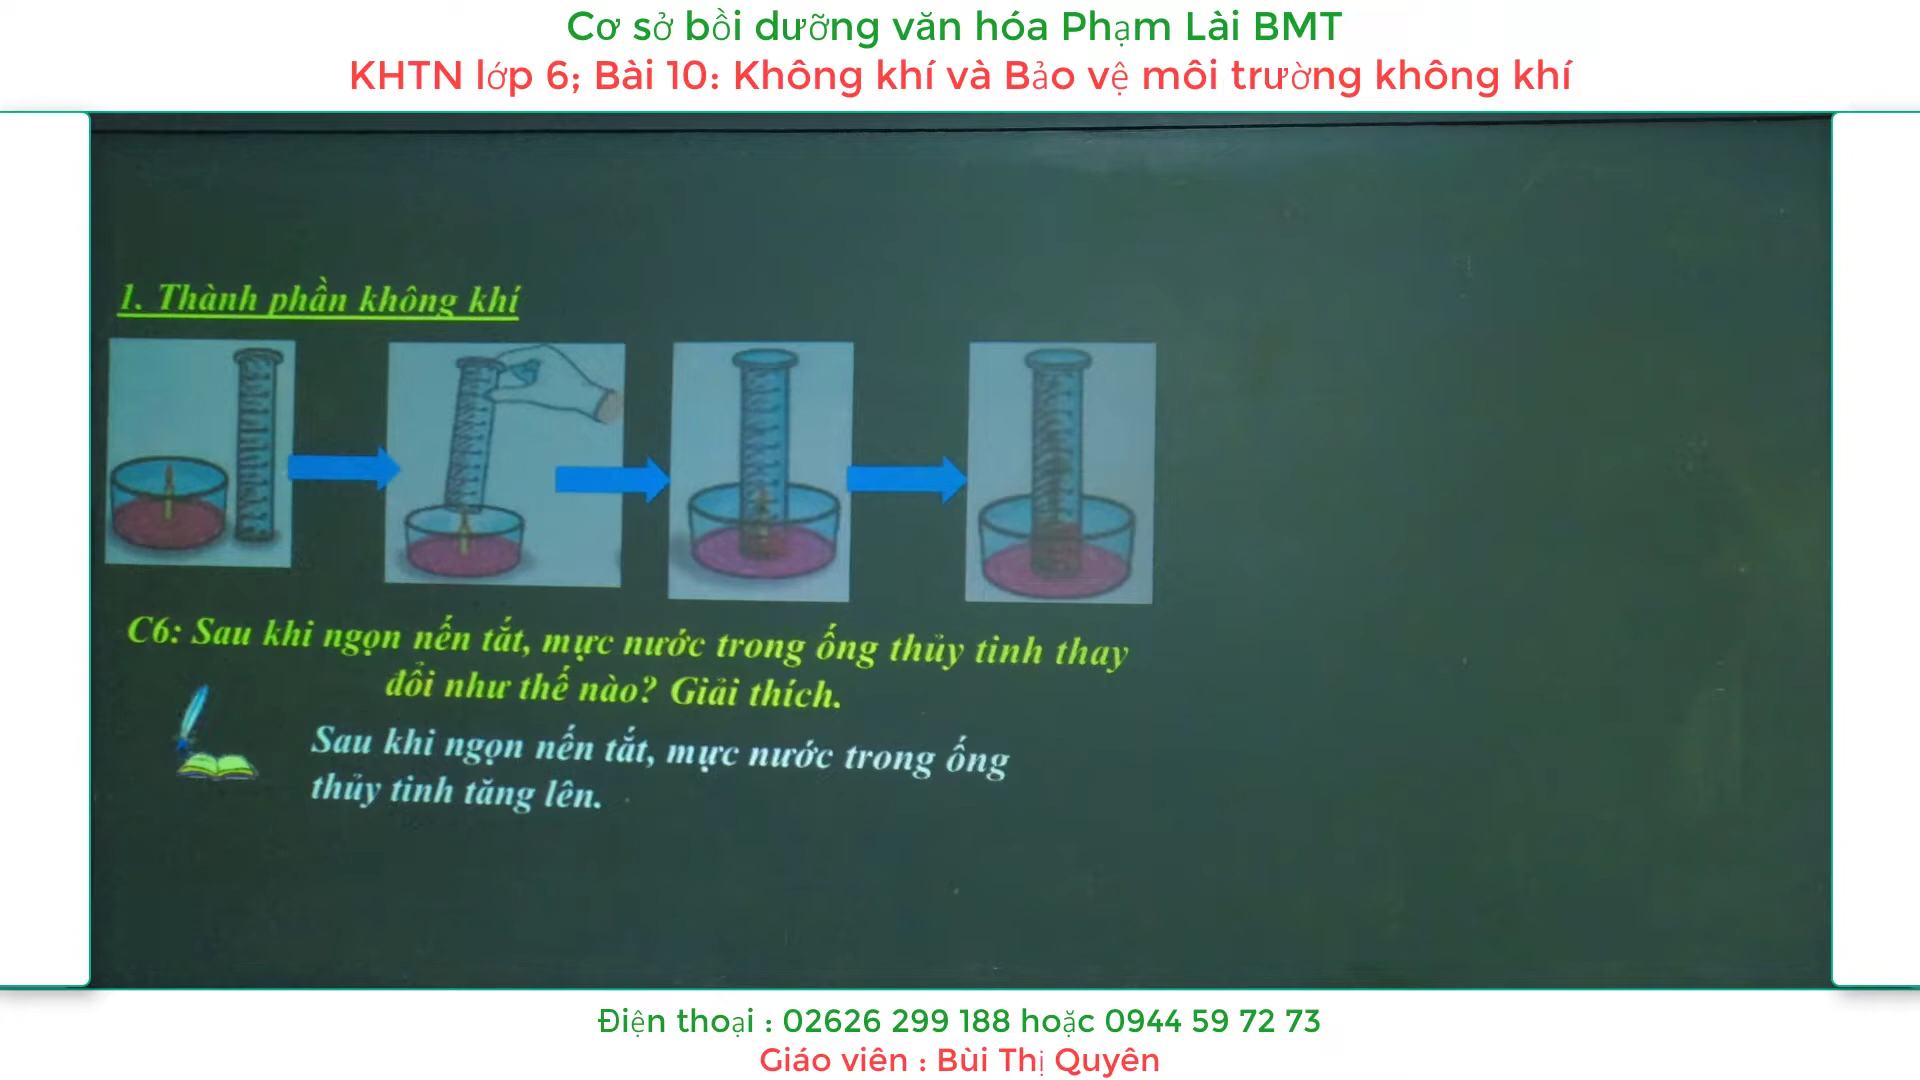 Cơ sở bồi dưỡng văn hóa Phạm Lài BMT
KHTN lớp 6; Bài 10: Không khí và Bảo vệ môi trường không khí
1. Thành phần không khí
C6: Sau khi ngọn nến tắt, mực nước trong ống thủy tinh thay
đổi như thế nào? Giải thích.
Sau khi ngọn nến tắt, mực nước trong ống
thủy tinh tăng lên.
Điện thoại : 02626 299 188 hoặc 0944 59 72 73
Giáo viên : Bùi Thị Quyên